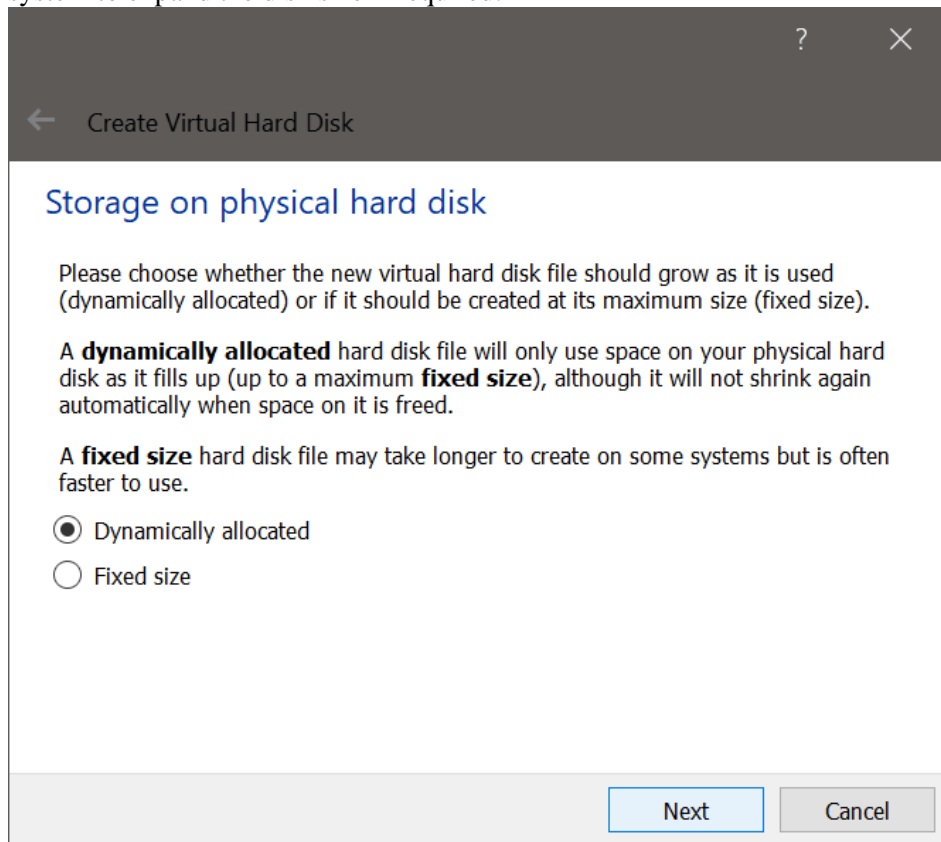 ?
Create Virtual Hard Disk
Storage on physical hard disk
Please choose whether the new virtual hard disk file should grow as it is used
(dynamically allocated) or if it should be created at its maximum size (fixed size).
A dynamically allocated hard disk file will only use space on your physical hard
disk as it fills up (up to a maximum fixed size), although it will not shrink again
automatically when space on it is freed.
A fixed size hard disk file may take longer to create on some systems but is often
faster to use.
Dynamically allocated
Fixed size
Next Cancel